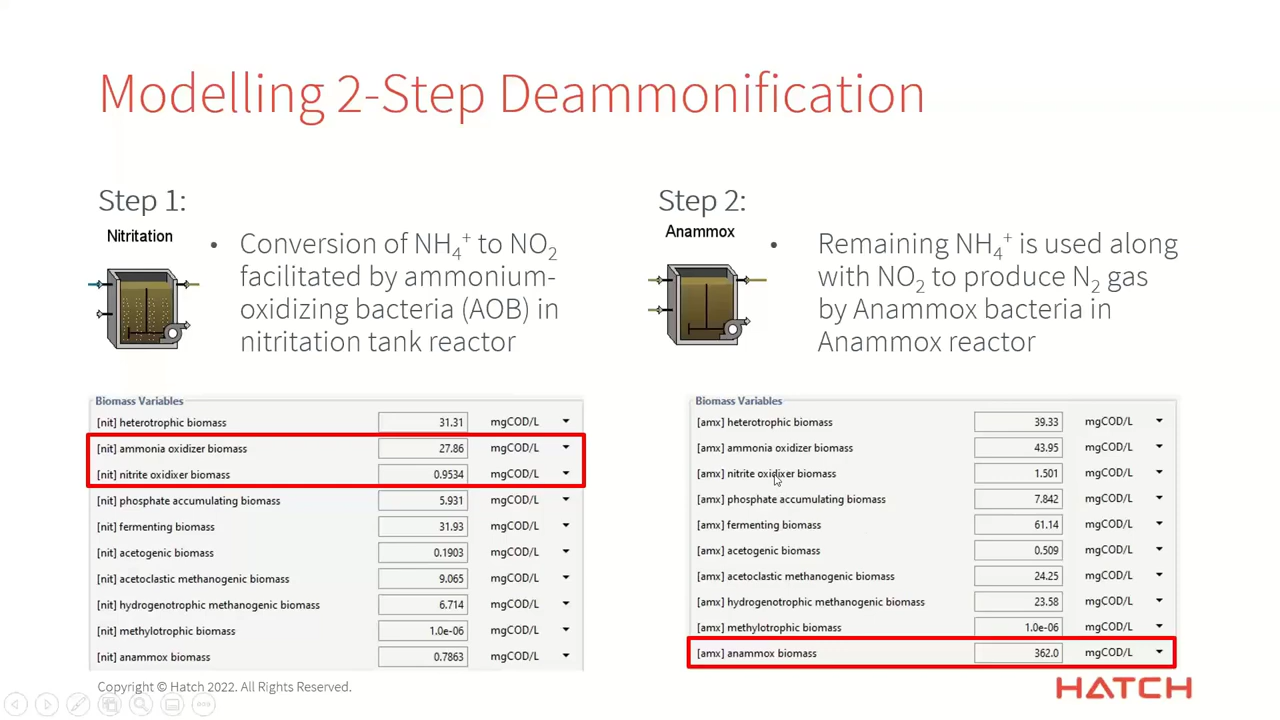 Modelling 2-Step Deammonification
Step 1:
Nitritation
• Conversion of NH₄⁺ to NO₂
facilitated by ammonium-
oxidizing bacteria (AOB) in
nitritation tank reactor
Step 2:
Anammox
• Remaining NH₄⁺ is used along
with NO₂ to produce N₂ gas
by Anammox bacteria in
Anammox reactor
Biomass Variables
[nit] heterotrophic biomass 31.31 mgCOD/L
[nit] ammonia oxidizer biomass 27.86 mgCOD/L
[nit] nitrite oxidixer biomass 0.9534 mgCOD/L
[nit] phosphate accumulating biomass 5.931 mgCOD/L
[nit] fermenting biomass 31.93 mgCOD/L
[nit] acetogenic biomass 0.1903 mgCOD/L
[nit] acetoclastic methanogenic biomass 9.065 mgCOD/L
[nit] hydrogenotrophic methanogenic biomass 6.714 mgCOD/L
[nit] methylotrophic biomass 1.0e-06 mgCOD/L
[nit] anammox biomass 0.7863 mgCOD/L
Biomass Variables
[amx] heterotrophic biomass 39.33 mgCOD/L
[amx] ammonia oxidizer biomass 43.95 mgCOD/L
[amx] nitrite oxidixer biomass 1.501 mgCOD/L
[amx] phosphate accumulating biomass 7.842 mgCOD/L
[amx] fermenting biomass 61.14 mgCOD/L
[amx] acetogenic biomass 0.509 mgCOD/L
[amx] acetoclastic methanogenic biomass 24.25 mgCOD/L
[amx] hydrogenotrophic methanogenic biomass 23.58 mgCOD/L
[amx] methylotrophic biomass 1.0e-06 mgCOD/L
[amx] anammox biomass 362.0 mgCOD/L
Copyright © Hatch 2022. All Rights Reserved.
HATCH